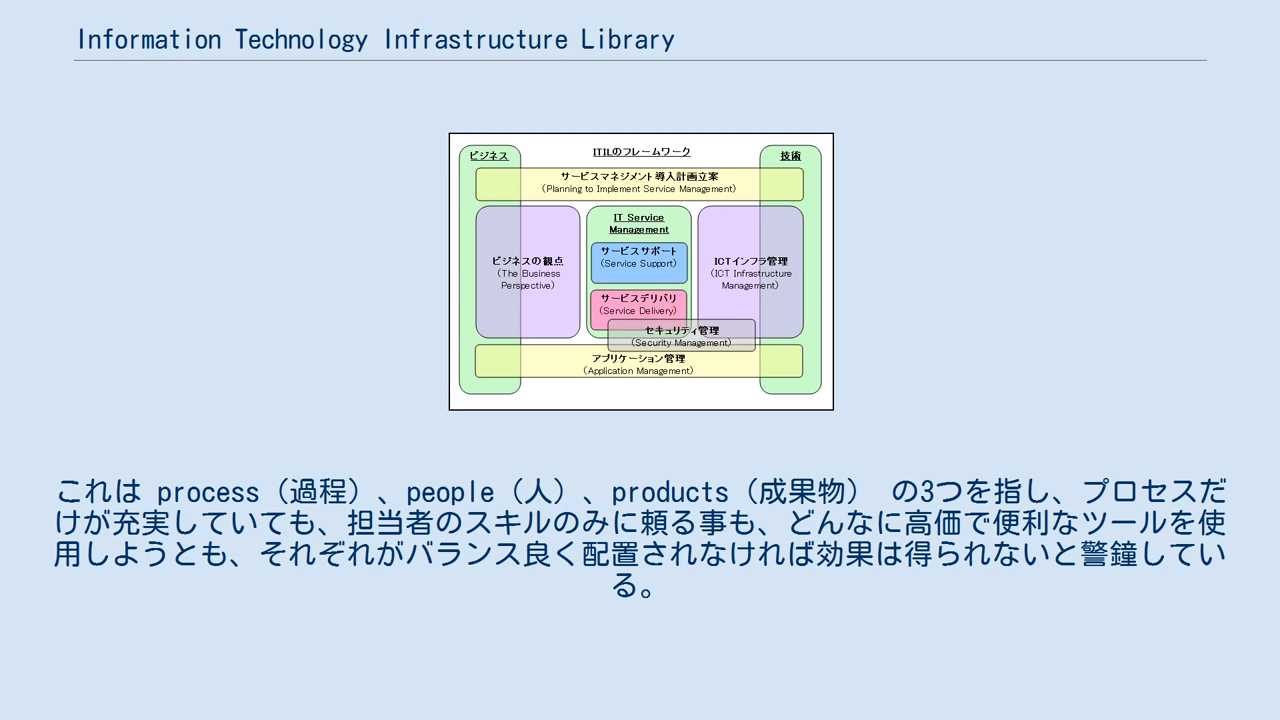 Information Technology Infrastructure Library
ITILのフレームワーク
ビジネス
技術
サービスマネジメント導入計画立案
(Planning to Implement Service Management)
ビジネスの観点
(The Business
Perspective)
IT Service
Management
サービスサポート
(Service Support)
サービスデリバリ
(Service Delivery)
ICTインフラ管理
(ICT Infrastructure
Management)
セキュリティ管理
(Security Management)
アプリケーション管理
(Application Management)
これは process（過程）、people（人）、products（成果物） の3つを指し、プロセスだ
けが充実していても、担当者のスキルのみに頼る事も、どんなに高価で便利なツールを使
用しようとも、それぞれがバランス良く配置されなければ効果は得られないと警鐘してい
る。